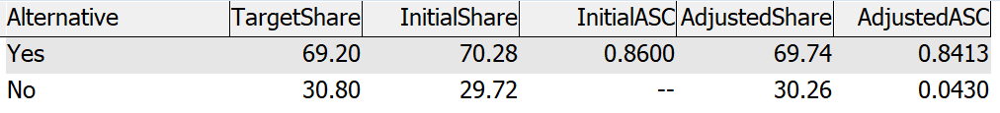 Alternative TargetShare InitialShare InitialASC AdjustedShare AdjustedASC
Yes 69.20 70.28 0.8600 69.74 0.8413
No 30.80 29.72 -- 30.26 0.0430